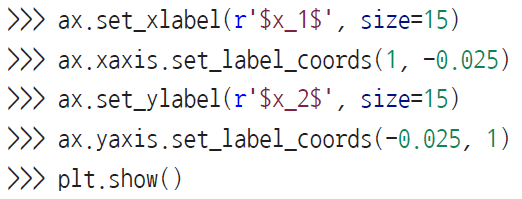 >>> ax.set_xlabel(r'$x_1$', size=15)
>>> ax.xaxis.set_label_coords(1, -0.025)
>>> ax.set_ylabel(r'$x_2$', size=15)
>>> ax.yaxis.set_label_coords(-0.025, 1)
>>> plt.show()